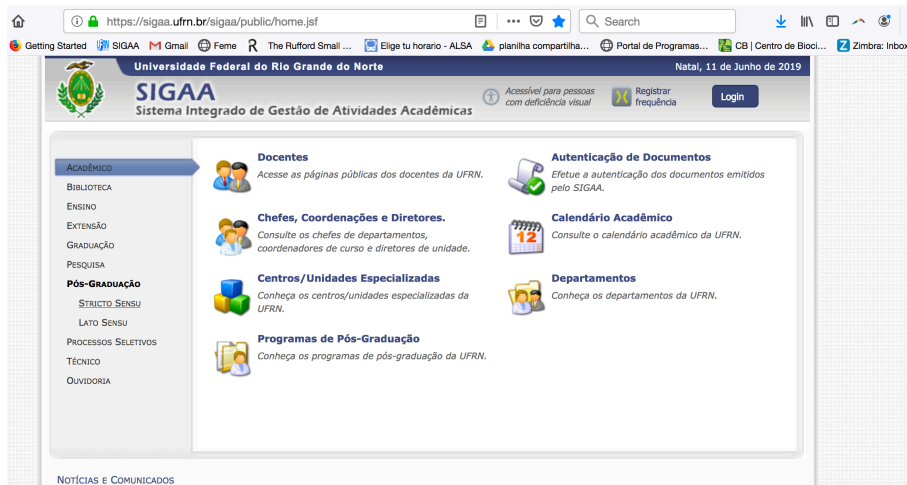 https://sigaa.ufrn.br/sigaa/public/home.jsf
Search
Getting Started
SIGAA
Gmail
Feme
The Rufford Small ...
Elige tu horario - ALSA
planilha compartilha...
Portal de Programas...
CB | Centro de Bioci...
Zimbra: Inbox
Universidade Federal do Rio Grande do Norte
Natal, 11 de Junho de 2019
SIGAA
Sistema Integrado de Gestão de Atividades Acadêmicas
Acessível para pessoas
com deficiência visual
Registrar
frequência
Login
Acadêmico
Biblioteca
Ensino
Extensão
Graduação
Pesquisa
Pós-Graduação
Stricto Sensu
Lato Sensu
Processos Seletivos
Técnico
Ouvidoria
Docentes
Acesse as páginas públicas dos docentes da UFRN.
Autenticação de Documentos
Efetue a autenticação dos documentos emitidos
pelo SIGAA.
Chefes, Coordenações e Diretores.
Consulte os chefes de departamentos,
coordenadores de curso e diretores de unidade.
12
Calendário Acadêmico
Consulte o calendário acadêmico da UFRN.
Centros/Unidades Especializadas
Conheça os centros/unidades especializadas da
UFRN.
Departamentos
Conheça os departamentos da UFRN.
Programas de Pós-Graduação
Conheça os programas de pós-graduação da UFRN.
Notícias e Comunicados